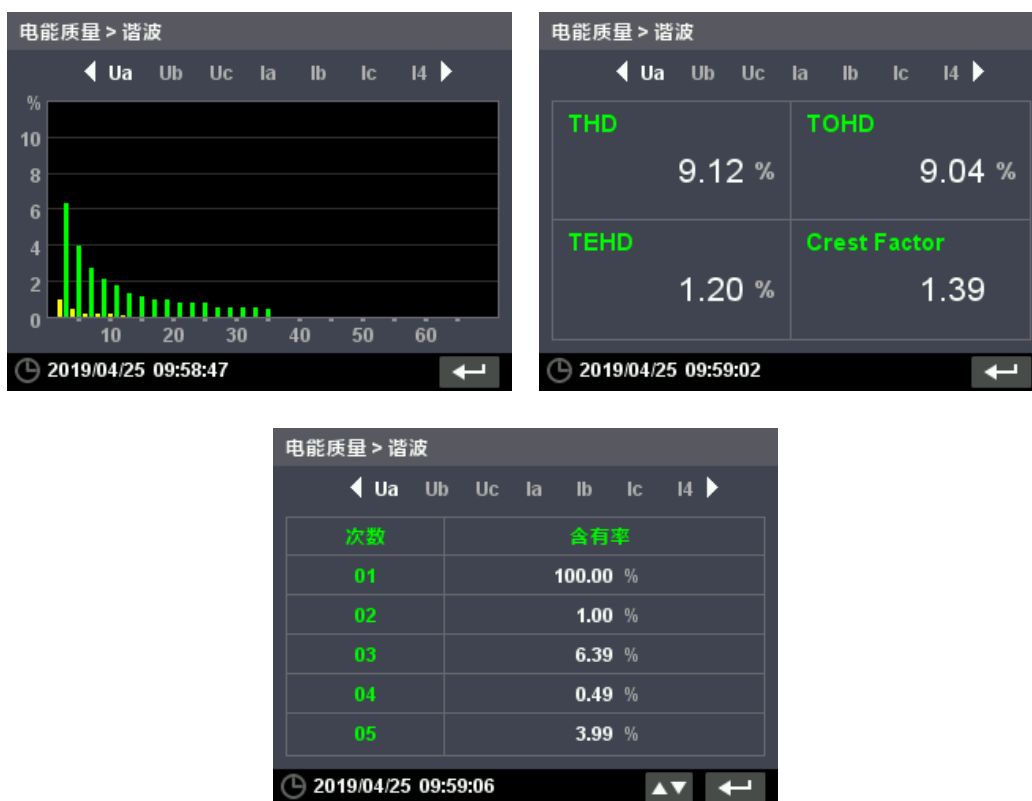 电能质量 > 谐波
Ua Ub Uc Ia Ib Ic I4
%
10
8
6
4
2
0
10 20 30 40 50 60
2019/04/25 09:58:47
电能质量 > 谐波
Ua Ub Uc Ia Ib Ic I4
THD TOHD
9.12 % 9.04 %
TEHD Crest Factor
1.20 % 1.39
2019/04/25 09:59:02
电能质量 > 谐波
Ua Ub Uc Ia Ib Ic I4
次数 含有率
01 100.00 %
02 1.00 %
03 6.39 %
04 0.49 %
05 3.99 %
2019/04/25 09:59:06